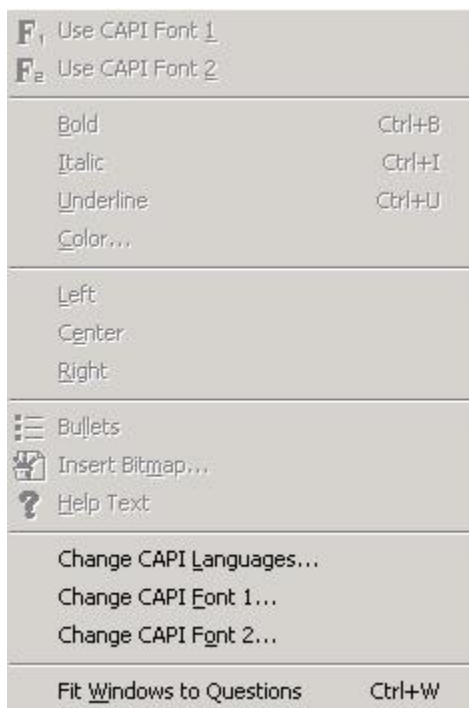 F1 Use CAPI Font 1
F2 Use CAPI Font 2
Bold Ctrl+B
Italic Ctrl+I
Underline Ctrl+U
Color...
Left
Center
Right
Bullets
Insert Bitmap...
? Help Text
Change CAPI Languages...
Change CAPI Font 1...
Change CAPI Font 2...
Fit Windows to Questions Ctrl+W